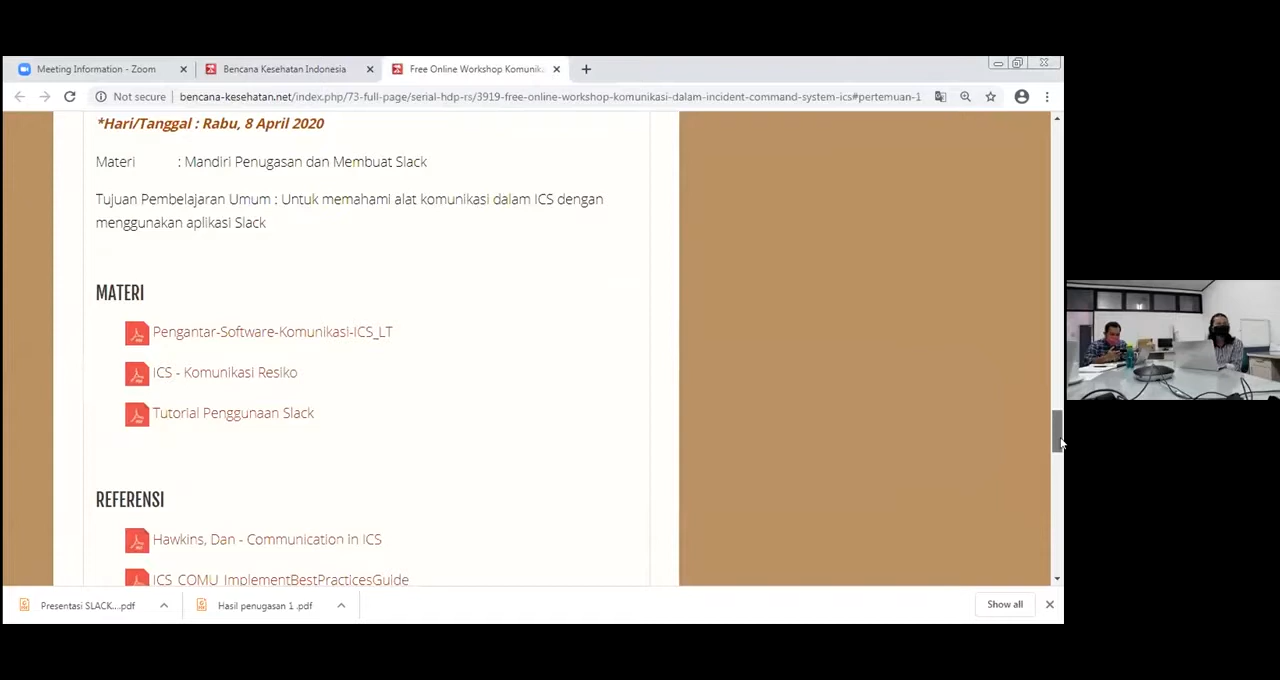 Meeting Information - Zoom
Bencana Kesehatan Indonesia
Free Online Workshop Komunik
Not secure
bencana-kesehatan.net/index.php/73-full-page/serial-hdp-rs/3919-free-online-workshop-komunikasi-dalam-incident-command-system-ics#pertemuan-1
*Hari/Tanggal : Rabu, 8 April 2020
Materi : Mandiri Penugasan dan Membuat Slack
Tujuan Pembelajaran Umum : Untuk memahami alat komunikasi dalam ICS dengan
menggunakan aplikasi Slack
MATERI
Pengantar-Software-Komunikasi-ICS_LT
ICS - Komunikasi Resiko
Tutorial Penggunaan Slack
REFERENSI
Hawkins, Dan - Communication in ICS
ICS_COMU_ImplementBestPracticesGuide
Presentasi SLACK....pdf
Hasil penugasan 1 .pdf
Show all